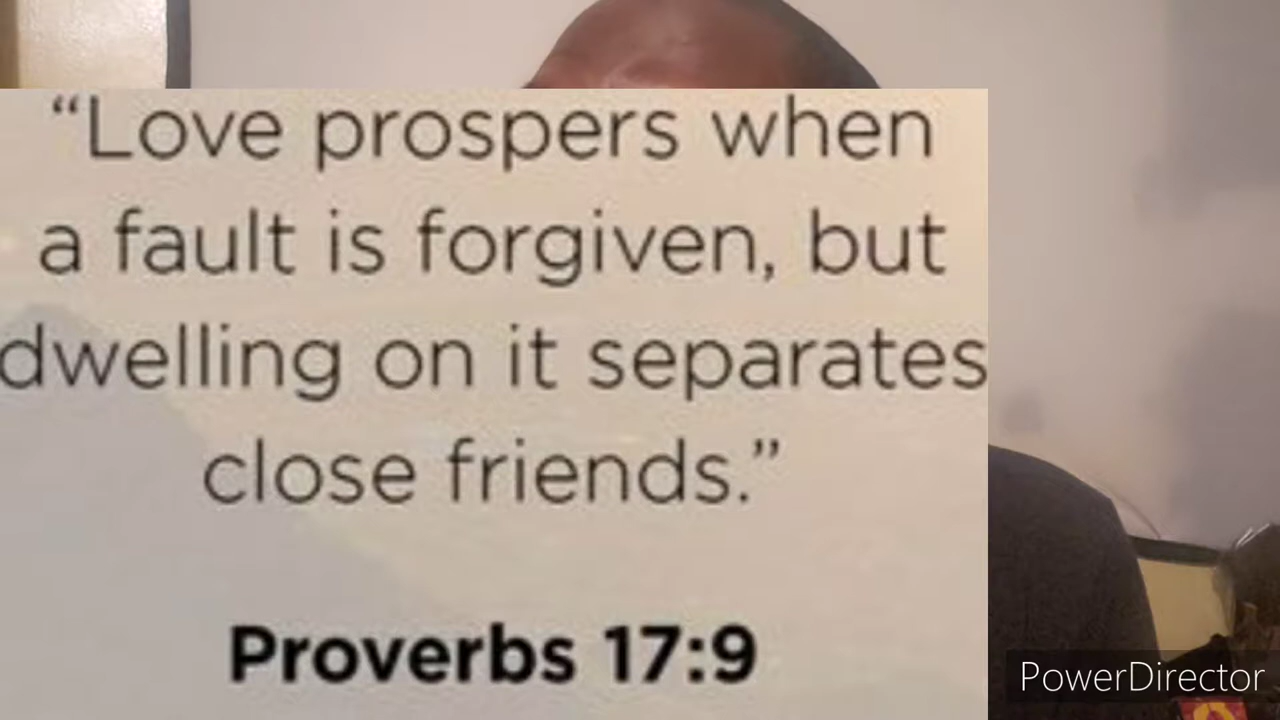 “Love prospers when
a fault is forgiven, but
dwelling on it separates
close friends.”
Proverbs 17:9
PowerDirector